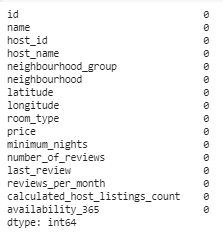 id 0
name 0
host_id 0
host_name 0
neighbourhood_group 0
neighbourhood 0
latitude 0
longitude 0
room_type 0
price 0
minimum_nights 0
number_of_reviews 0
last_review 0
reviews_per_month 0
calculated_host_listings_count 0
availability_365 0
dtype: int64